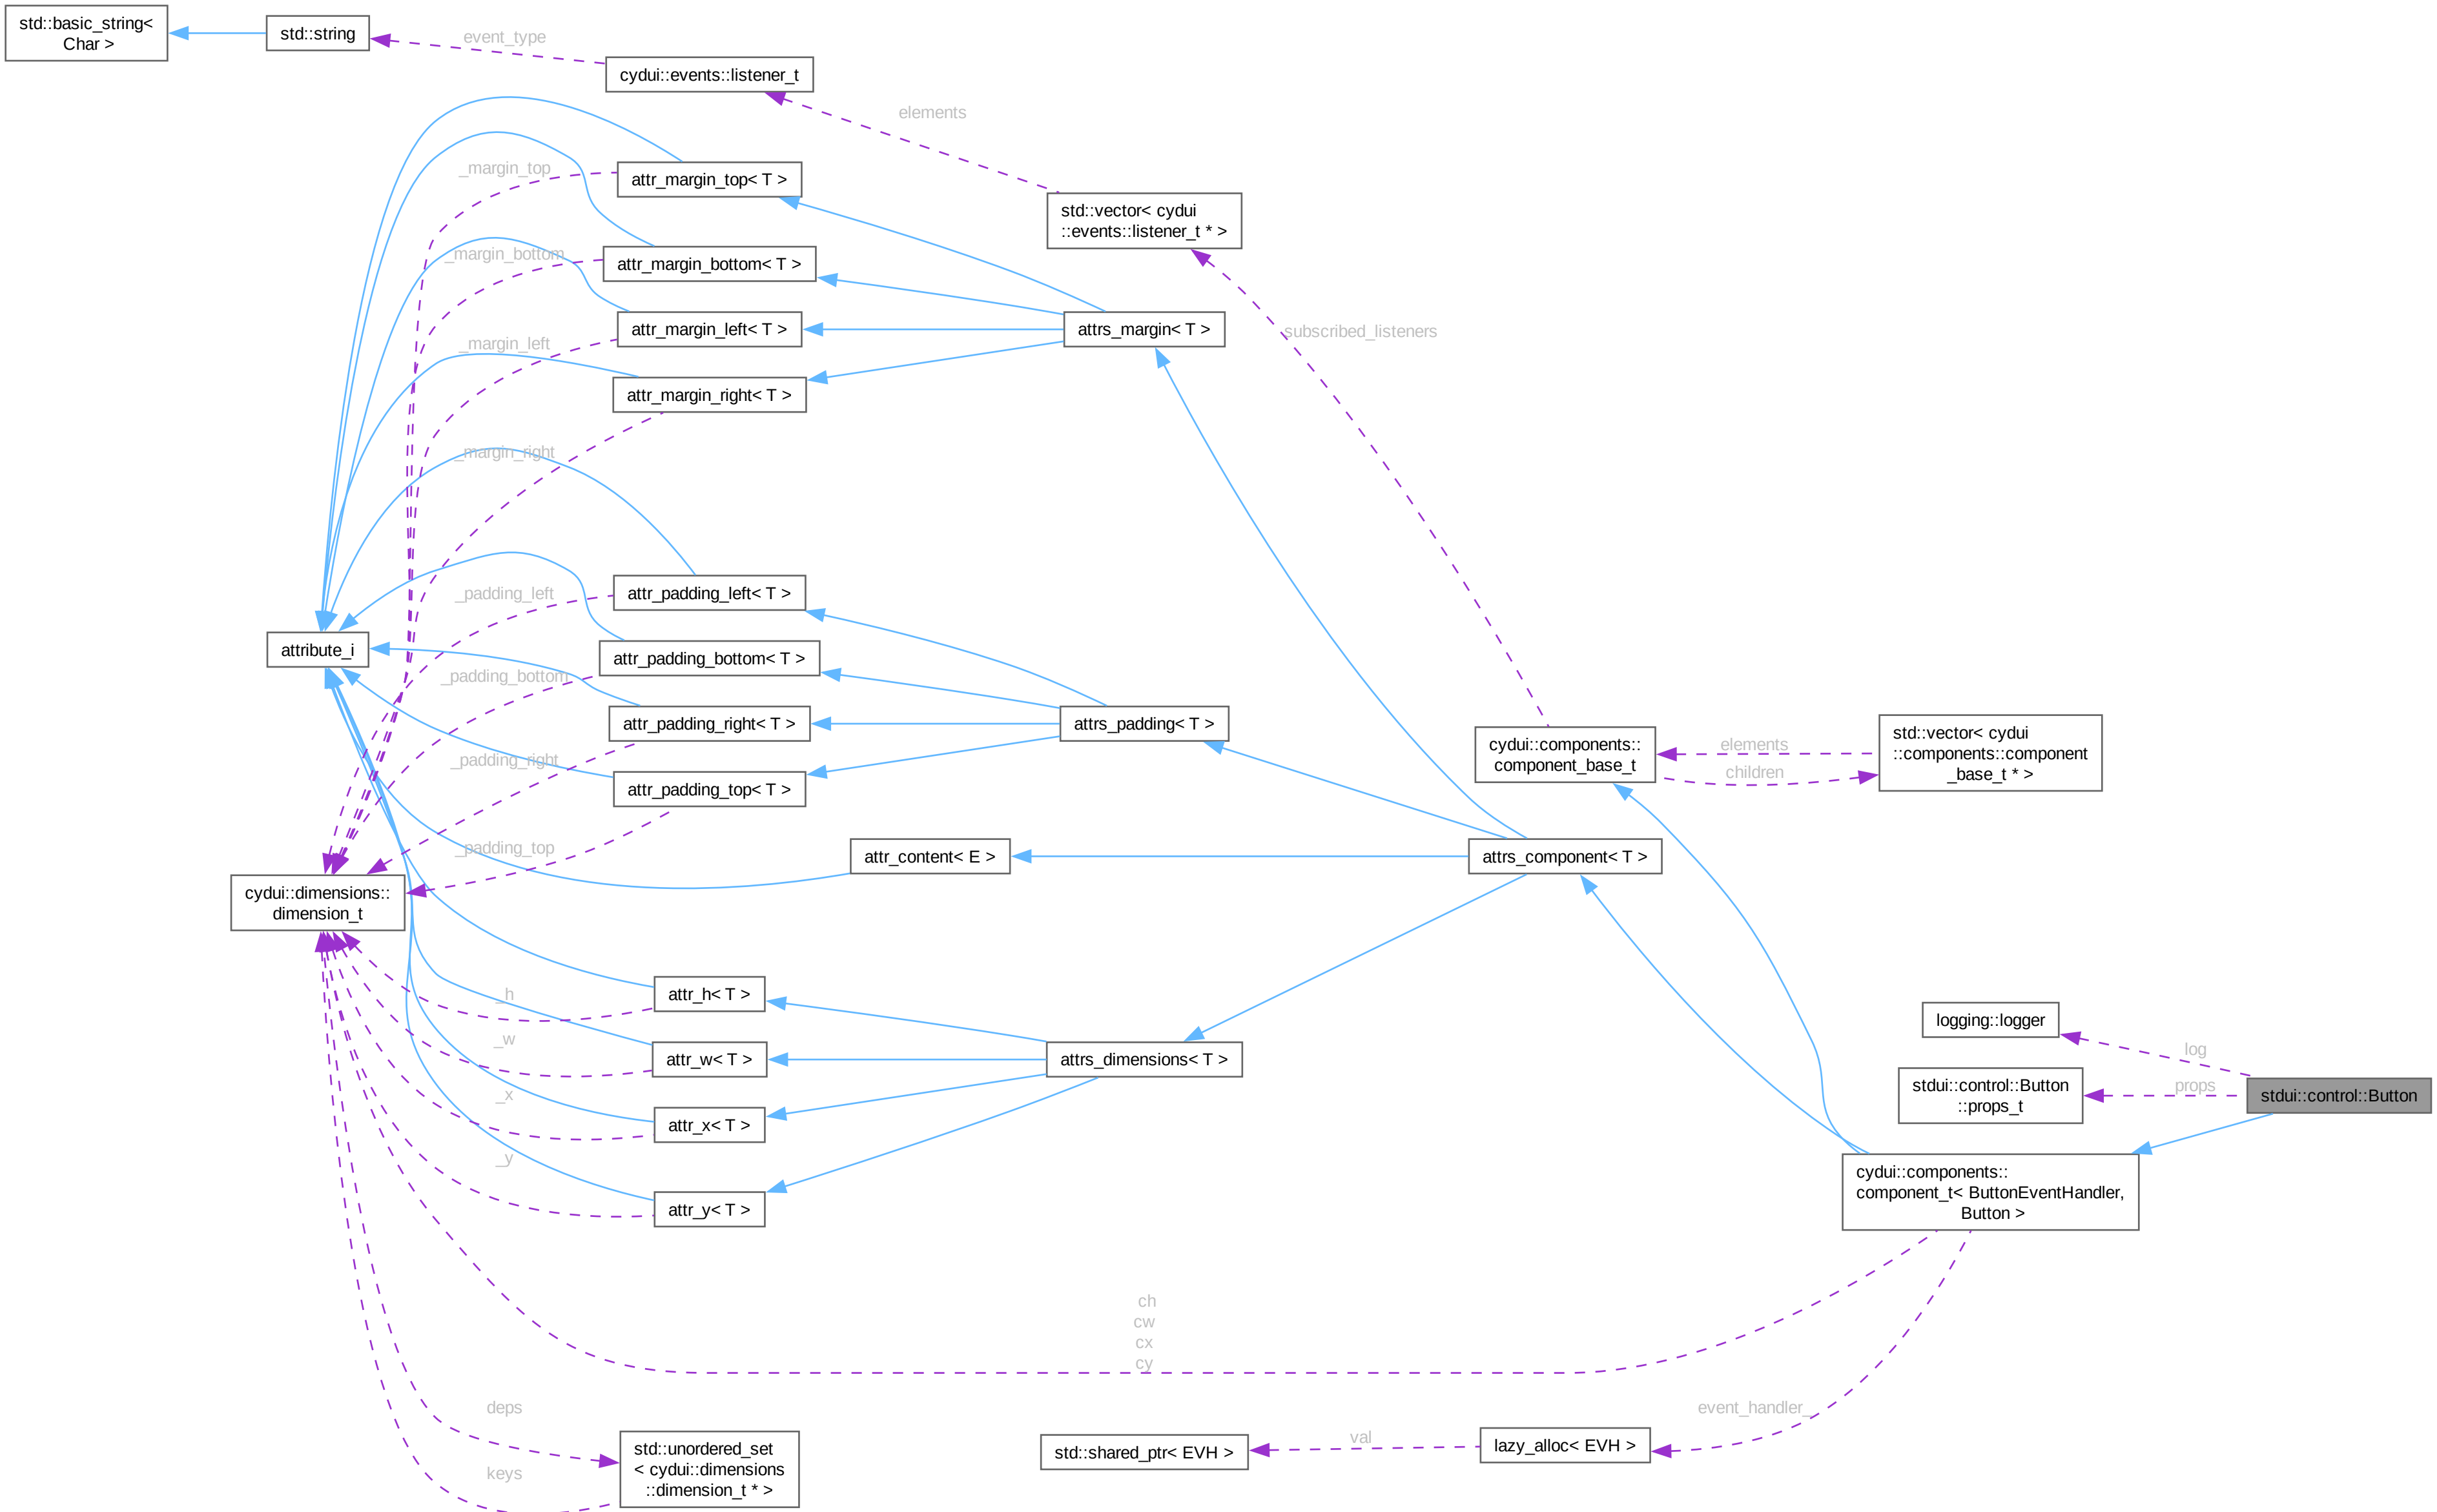 std::basic_string<
Char >
std::string
event_type
cydui::events::listener_t
elements
_margin_top
attr_margin_top< T >
std::vector< cydui
::events::listener_t * >
_margin_bottom
attr_margin_bottom< T >
_margin_left
attr_margin_left< T >
attrs_margin< T >
subscribed_listeners
attr_margin_right< T >
_margin_right
_padding_left
attr_padding_left< T >
attribute_i
attr_padding_bottom< T >
_padding_bottom
attr_padding_right< T >
attrs_padding< T >
_padding_right
attr_padding_top< T >
cydui::components::
component_base_t
elements
children
std::vector< cydui
::components::component
_base_t * >
_padding_top
attr_content< E >
attrs_component< T >
cydui::dimensions::
dimension_t
_h
attr_h< T >
_w
attr_w< T >
attrs_dimensions< T >
_x
attr_x< T >
_y
attr_y< T >
logging::logger
log
stdui::control::Button
::props_t
props
stdui::control::Button
cydui::components::
component_t< ButtonEventHandler,
Button >
ch
cw
cx
cy
deps
keys
std::unordered_set
< cydui::dimensions
::dimension_t * >
std::shared_ptr< EVH >
val
lazy_alloc< EVH >
event_handler_